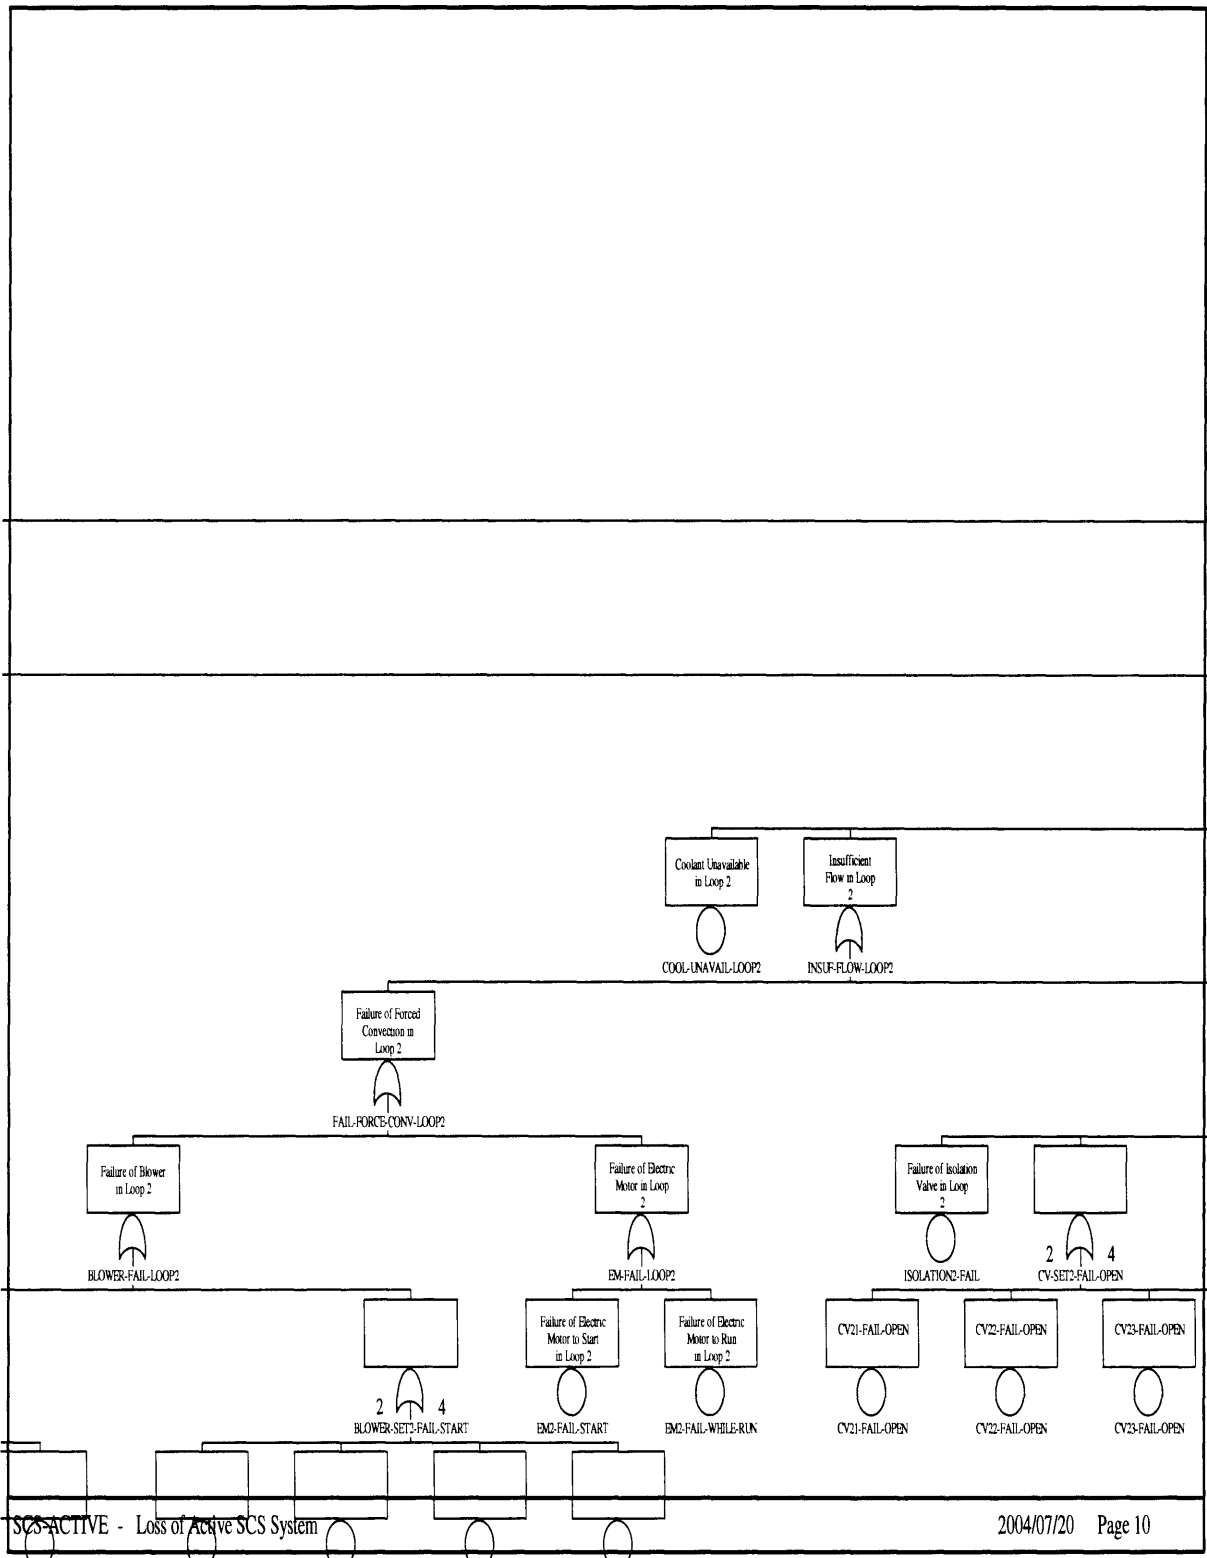 Coolant Unavailable
in Loop 2
Insufficient
Flow in Loop
2
COOL-UNAVAIL-LOOP2
INSUF-FLOW-LOOP2
Failure of Forced
Convection in
Loop 2
FAIL-FORCE-CONV-LOOP2
Failure of Blower
in Loop 2
Failure of Electric
Motor in Loop
2
Failure of Isolation
Valve in Loop
2
2 4
BLOWER-FAIL-LOOP2
EM-FAIL-LOOP2
ISOLATION2-FAIL
CV-SET2-FAIL-OPEN
Failure of Electric
Motor to Start
in Loop 2
Failure of Electric
Motor to Run
in Loop 2
CV21-FAIL-OPEN
CV22-FAIL-OPEN
CV23-FAIL-OPEN
2 4
BLOWER-SET2-FAIL-START
EM2-FAIL-START
EM2-FAIL-WHILE-RUN
CV21-FAIL-OPEN
CV22-FAIL-OPEN
CV23-FAIL-OPEN
SCS-ACTIVE - Loss of Active SCS System
2004/07/20 Page 10